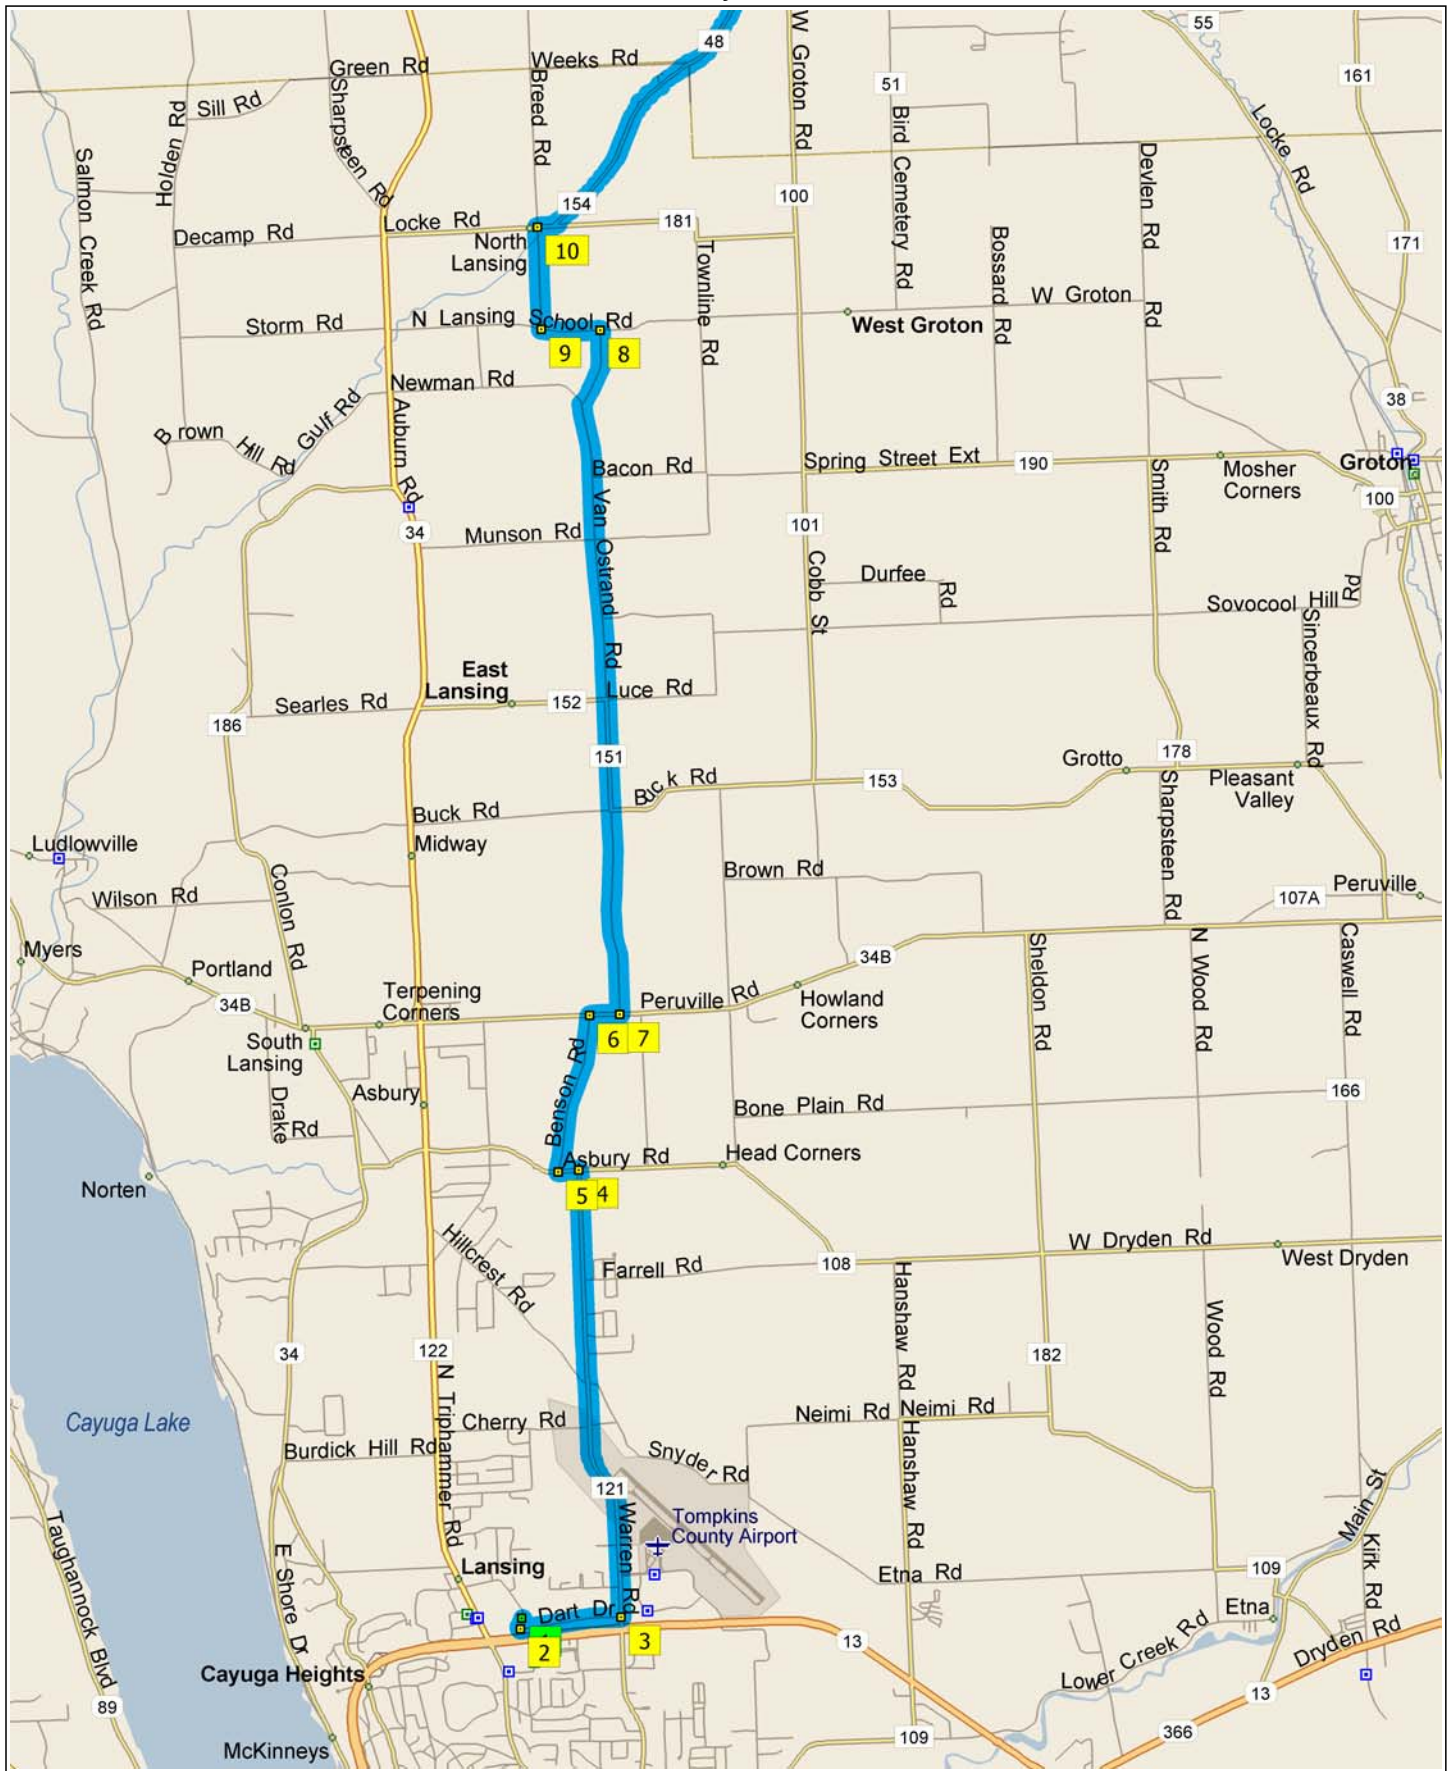 48
55
W Groton Rd
Green Rd
Weeks Rd
51
161
Sill Rd
Holden Rd
Sharpsteen Rd
Breed Rd
Bird Cemetery Rd
Locke Rd
Salmon Creek Rd
Devlen Rd
154
100
181
Locke Rd
Decamp Rd
North
Lansing
10
Townline Rd
Bossard Rd
171
W Groton Rd
Storm Rd
N Lansing School Rd
West Groton
9
8
Newman Rd
38
Gulf Rd
Auburn Rd
Brown Hill Rd
Bacon Rd
Spring Street Ext
190
Mosher
Corners
Groton
100
Smith Rd
Van Ostrand Rd
34
Munson Rd
101
Cobb St
Durfee Rd
Sovocool Hill Rd
Sincerbeaux Rd
East
Lansing
152
Luce Rd
Searles Rd
186
151
178
Grotto
Pleasant
Valley
Buck Rd
153
Buck Rd
Sharpsteen Rd
Ludlowville
Midway
Conlon Rd
Brown Rd
Wilson Rd
107A
Peruville
Myers
Portland
34B
Sheldon Rd
N Wood Rd
Caswell Rd
34B
Terpening
Corners
Peruville Rd
Howland
Corners
6
7
South
Lansing
Benson Rd
Drake Rd
Asbury
166
Bone Plain Rd
Asbury Rd
Head Corners
Norten
5
4
Hillcrest Rd
W Dryden Rd
West Dryden
Farrell Rd
108
Hanshaw Rd
Wood Rd
34
122
182
N Triphammer Rd
Cayuga Lake
Cherry Rd
Neimi Rd
Neimi Rd
Burdick Hill Rd
Hanshaw Rd
Snyder Rd
121
Main St
Taughannock Blvd
Warren Rd
Tompkins
County Airport
Kirk Rd
E Shore Dr
Lansing
Etna Rd
109
Dart Dr
Etna
2
3
13
Lower Creek Rd
Dryden Rd
Cayuga Heights
13
89
109
366
McKinneys